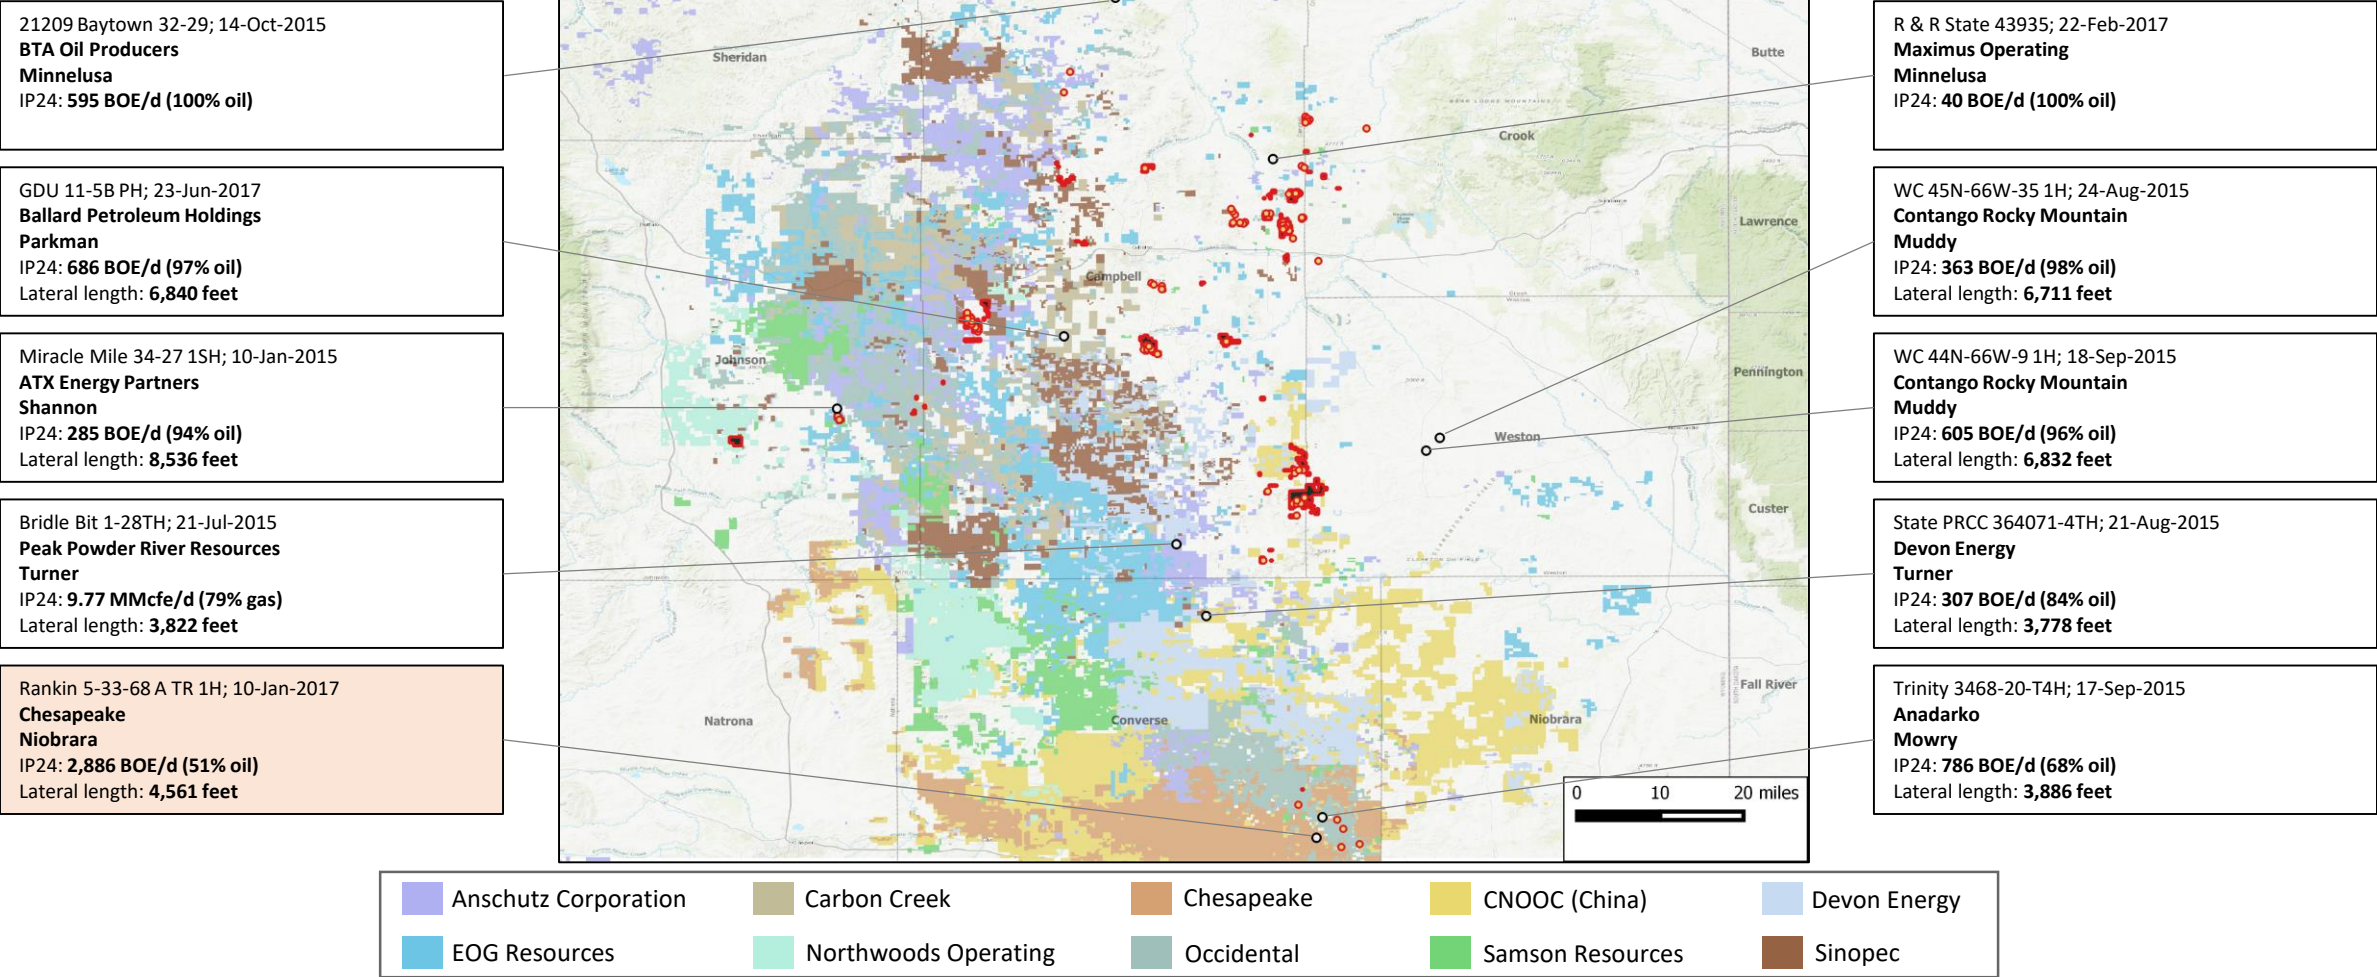 21209 Baytown 32-29; 14-Oct-2015
BTA Oil Producers
Minnelusa
IP24: 595 BOE/d (100% oil)
GDU 11-5B PH; 23-Jun-2017
Ballard Petroleum Holdings
Parkman
IP24: 686 BOE/d (97% oil)
Lateral length: 6,840 feet
Miracle Mile 34-27 1SH; 10-Jan-2015
ATX Energy Partners
Shannon
IP24: 285 BOE/d (94% oil)
Lateral length: 8,536 feet
Bridle Bit 1-28TH; 21-Jul-2015
Peak Powder River Resources
Turner
IP24: 9.77 MMcfe/d (79% gas)
Lateral length: 3,822 feet
Rankin 5-33-68 A TR 1H; 10-Jan-2017
Chesapeake
Niobrara
IP24: 2,886 BOE/d (51% oil)
Lateral length: 4,561 feet
Sheridan
Butte
Crook
Lawrence
Campbell
Johnson
Pennington
Weston
Custer
Fall River
Natrona
Converse
Niobrara
0 10 20 miles
R & R State 43935; 22-Feb-2017
Maximus Operating
Minnelusa
IP24: 40 BOE/d (100% oil)
WC 45N-66W-35 1H; 24-Aug-2015
Contango Rocky Mountain
Muddy
IP24: 363 BOE/d (98% oil)
Lateral length: 6,711 feet
WC 44N-66W-9 1H; 18-Sep-2015
Contango Rocky Mountain
Muddy
IP24: 605 BOE/d (96% oil)
Lateral length: 6,832 feet
State PRCC 364071-4TH; 21-Aug-2015
Devon Energy
Turner
IP24: 307 BOE/d (84% oil)
Lateral length: 3,778 feet
Trinity 3468-20-T4H; 17-Sep-2015
Anadarko
Mowry
IP24: 786 BOE/d (68% oil)
Lateral length: 3,886 feet
Anschutz Corporation
Carbon Creek
Chesapeake
CNOOC (China)
Devon Energy
EOG Resources
Northwoods Operating
Occidental
Samson Resources
Sinopec